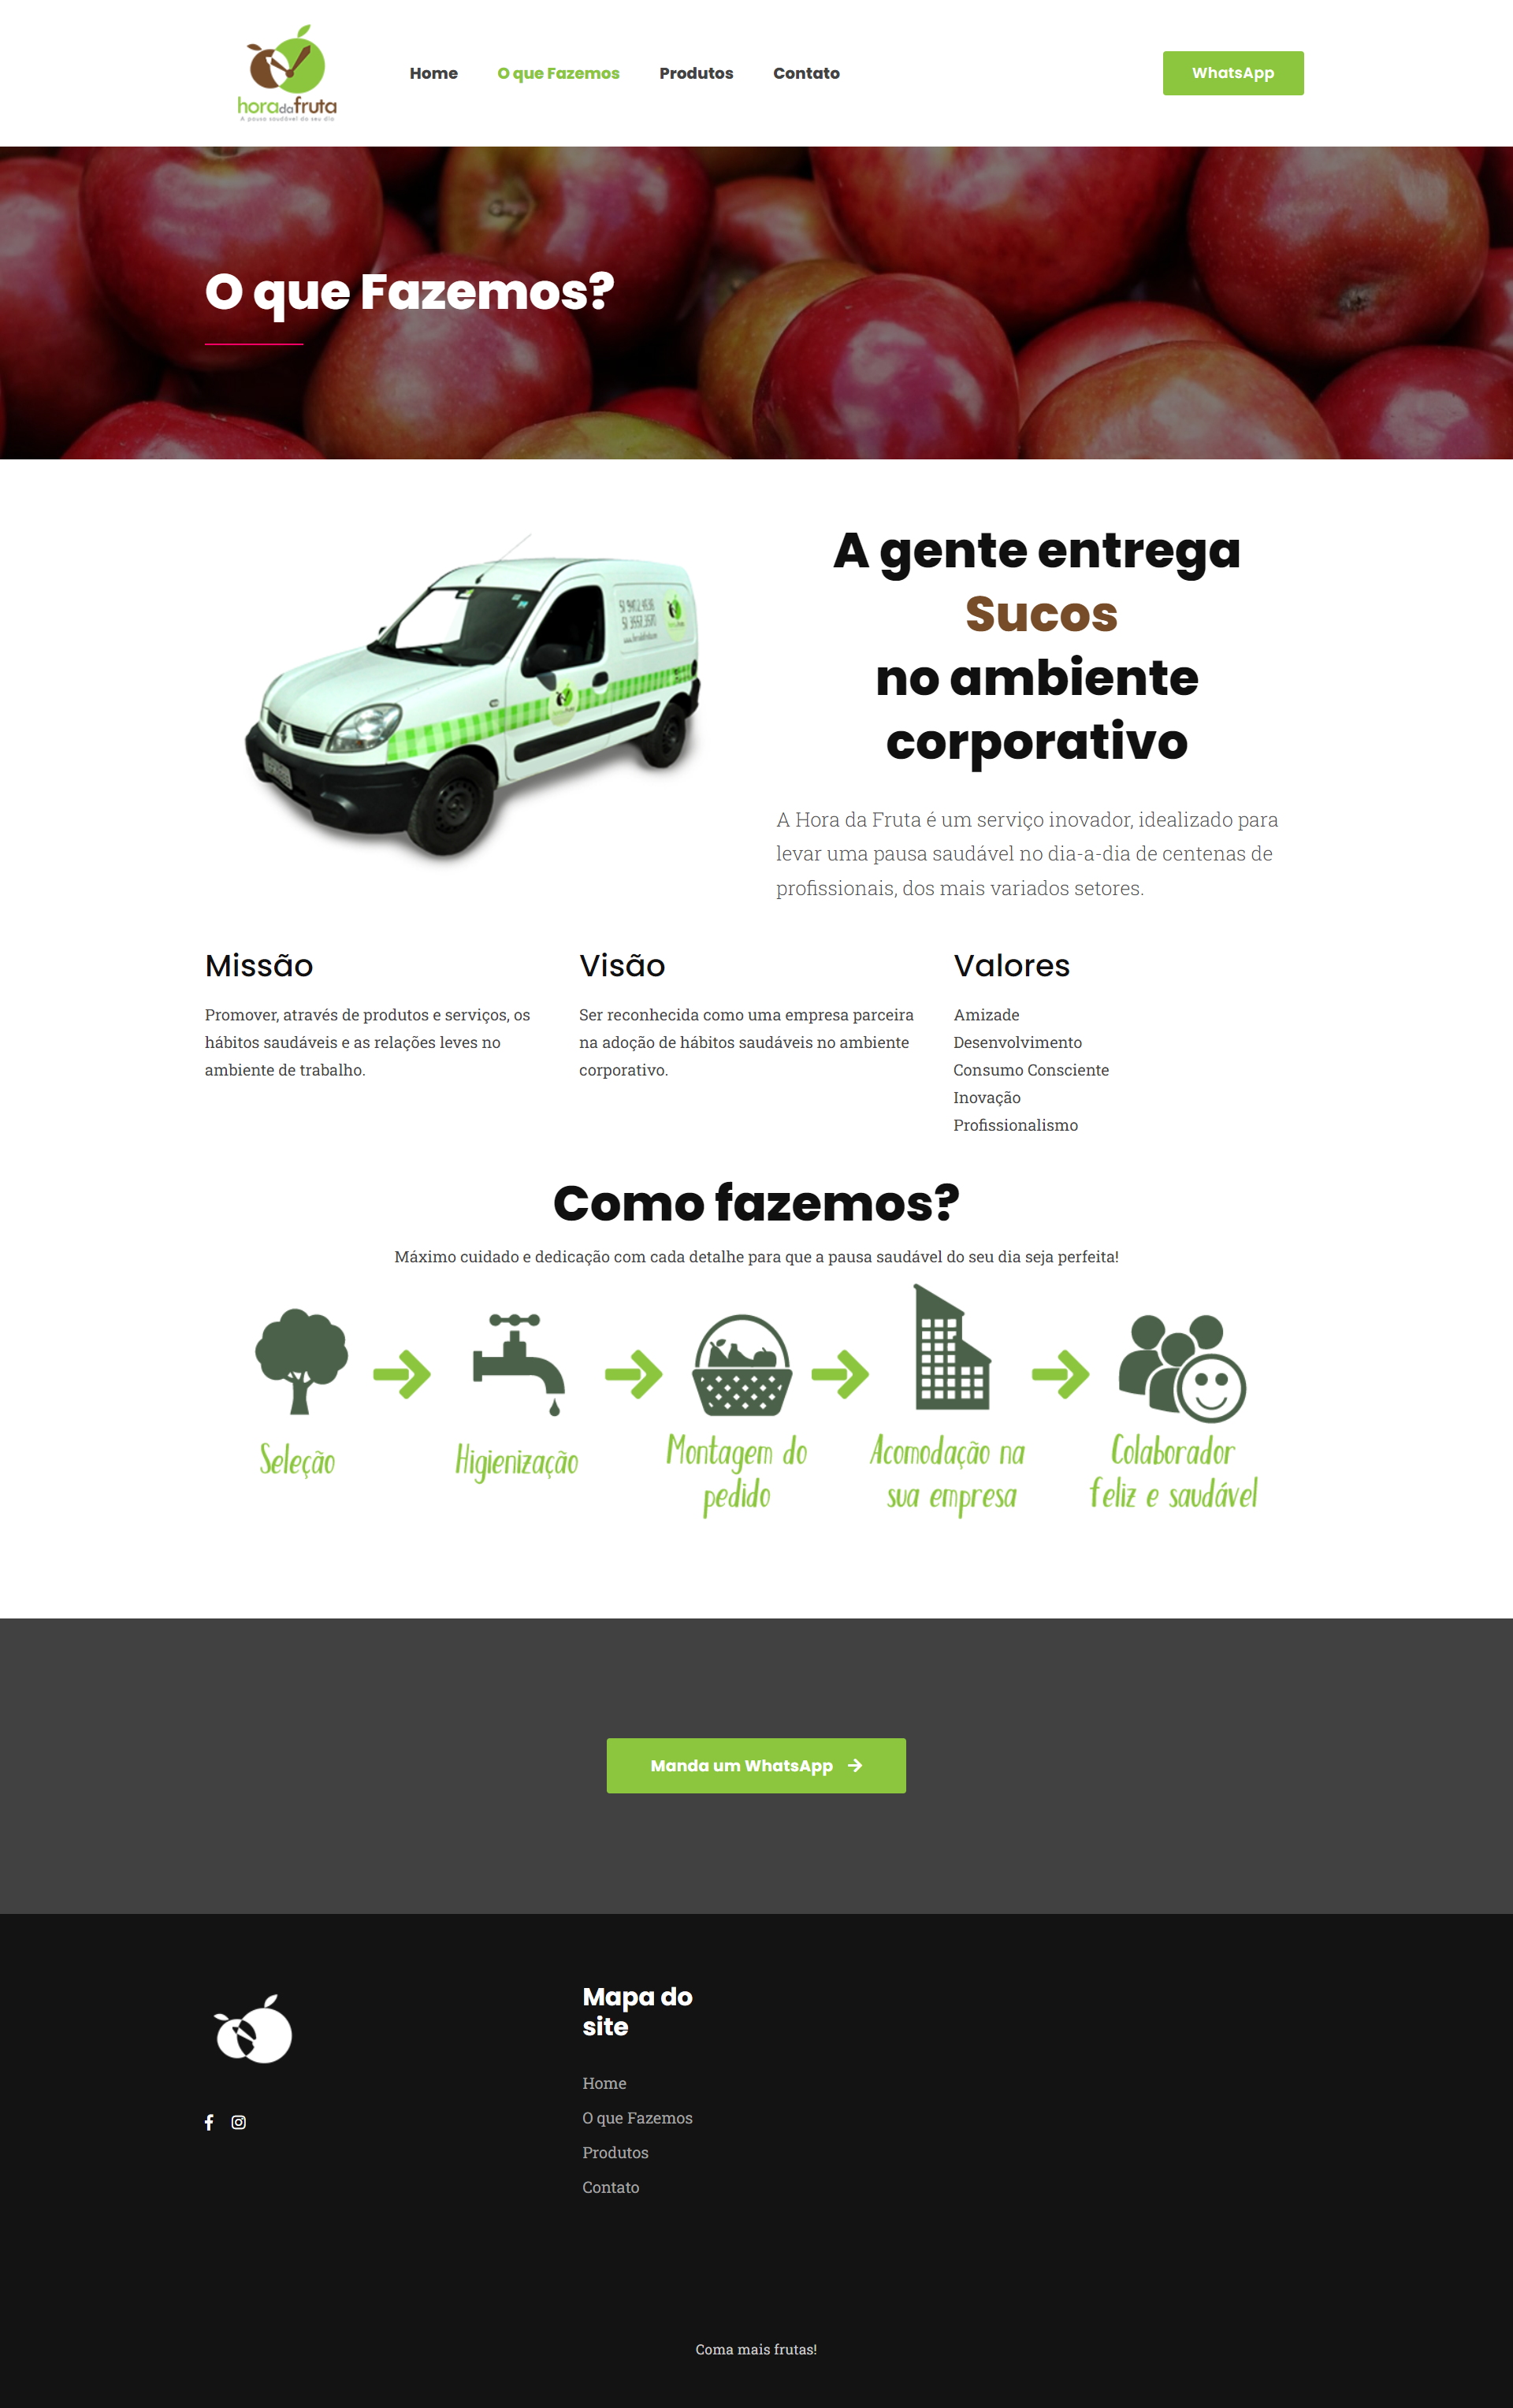 horadafruta
A pausa saudável do seu dia
Home
O que Fazemos
Produtos
Contato
WhatsApp
O que Fazemos?
A gente entrega
Sucos
no ambiente
corporativo
A Hora da Fruta é um serviço inovador, idealizado para
levar uma pausa saudável no dia-a-dia de centenas de
profissionais, dos mais variados setores.
Missão
Promover, através de produtos e serviços, os
hábitos saudáveis e as relações leves no
ambiente de trabalho.
Visão
Ser reconhecida como uma empresa parceira
na adoção de hábitos saudáveis no ambiente
corporativo.
Valores
Amizade
Desenvolvimento
Consumo Consciente
Inovação
Profissionalismo
Como fazemos?
Máximo cuidado e dedicação com cada detalhe para que a pausa saudável do seu dia seja perfeita!
Seleção
Higienização
Montagem do
pedido
Acomodação na
sua empresa
Colaborador
feliz e saudável
Manda um WhatsApp
Mapa do
site
Home
O que Fazemos
Produtos
Contato
Coma mais frutas!